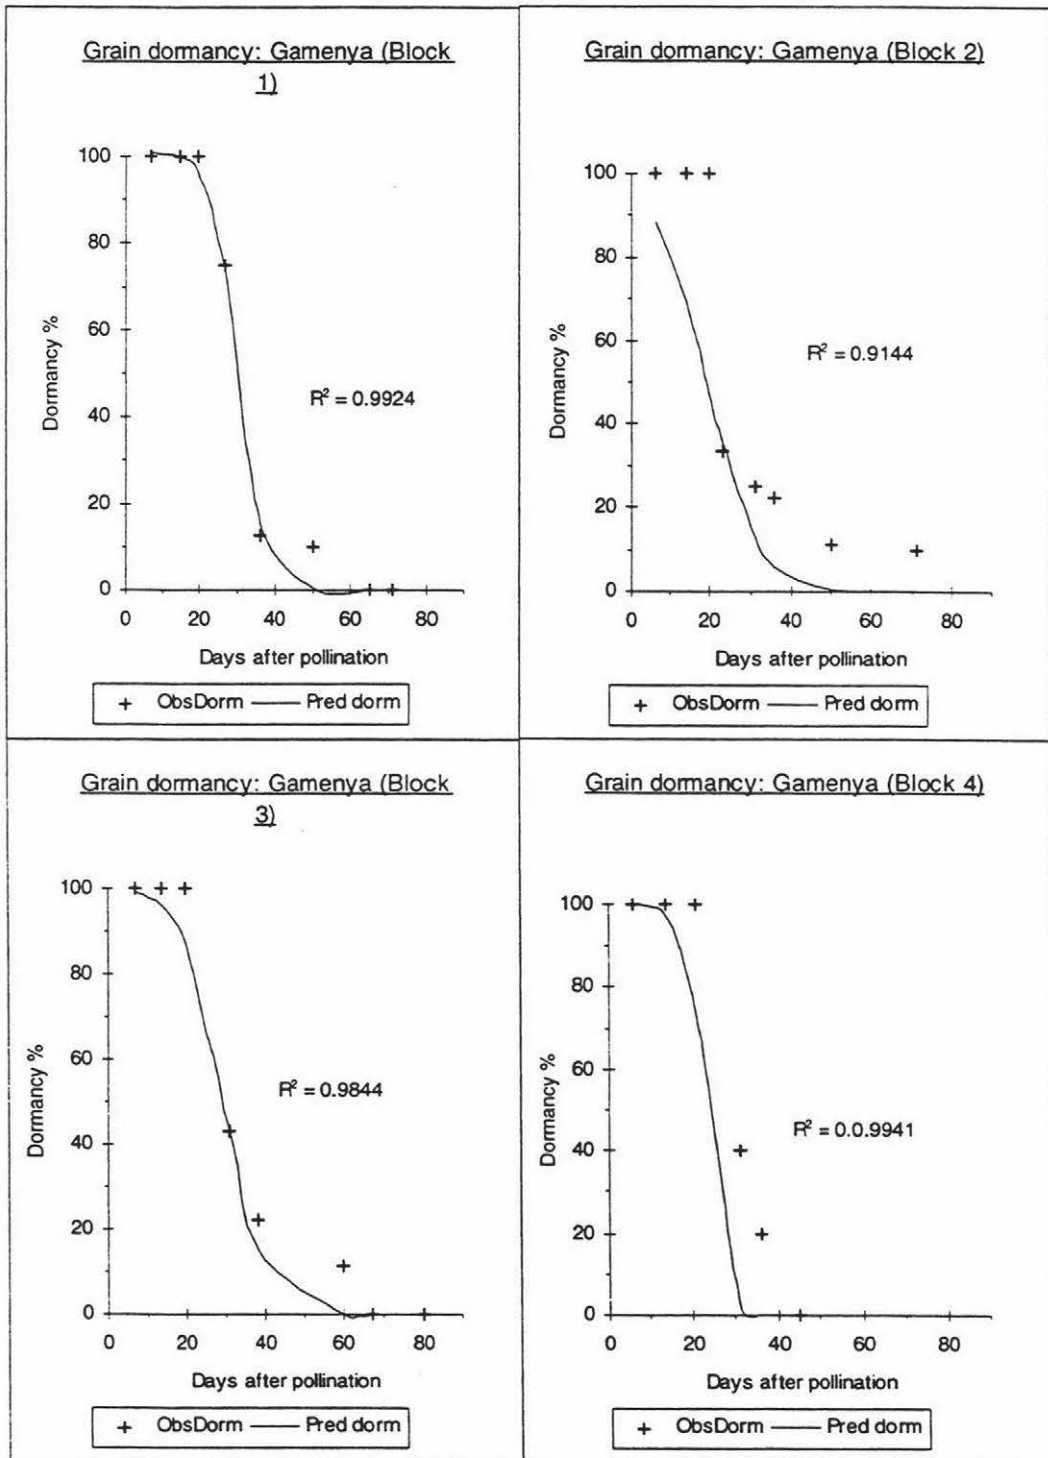 Grain dormancy: Gamenya (Block
1)
100
80
60
40
20
0
Dormancy %
R² = 0.9924
0 20 40 60 80
Days after pollination
+ ObsDorm —— Pred dorm
Grain dormancy: Gamenya (Block 2)
100
80
60
40
20
0
Dormancy %
R² = 0.9144
0 20 40 60 80
Days after pollination
+ ObsDorm —— Pred dorm
Grain dormancy: Gamenya (Block
3)
100
80
60
40
20
0
Dormancy %
R² = 0.9844
0 20 40 60 80
Days after pollination
+ ObsDorm —— Pred dorm
Grain dormancy: Gamenya (Block 4)
100
80
60
40
20
0
Dormancy %
R² = 0.0.9941
0 20 40 60 80
Days after pollination
+ ObsDorm —— Pred dorm